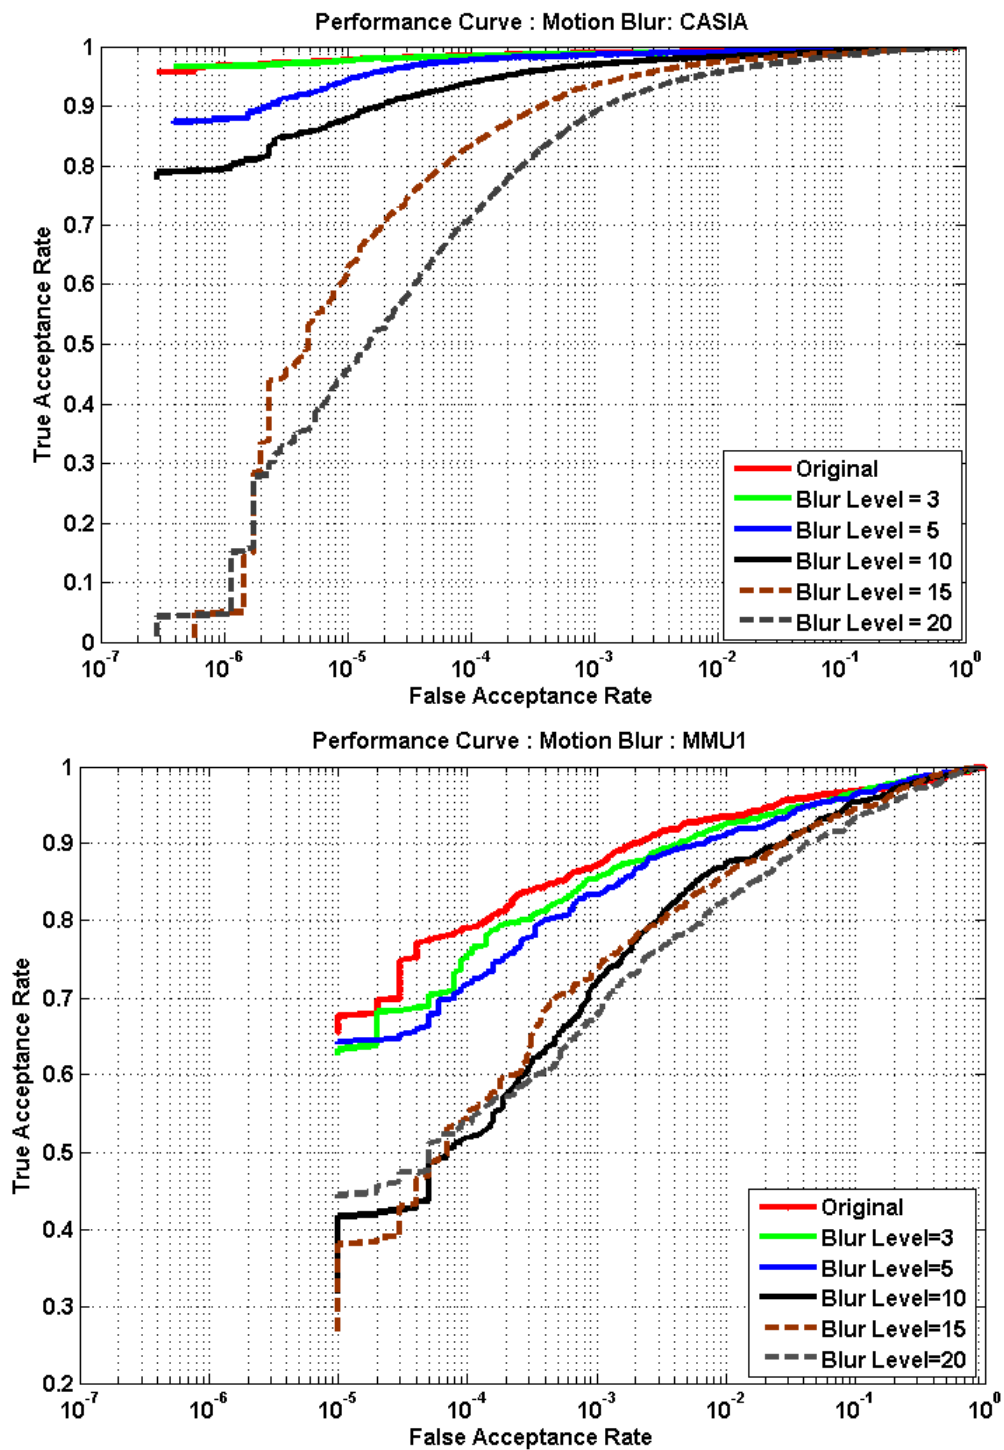 Performance Curve : Motion Blur: CASIA
1
0.9
0.8
0.7
0.6
0.5
0.4
0.3
0.2
0.1
0
True Acceptance Rate
Original
Blur Level = 3
Blur Level = 5
Blur Level = 10
Blur Level = 15
Blur Level = 20
10^-7 10^-6 10^-5 10^-4 10^-3 10^-2 10^-1 10^0
False Acceptance Rate
Performance Curve : Motion Blur : MMU1
1
0.9
0.8
0.7
0.6
0.5
0.4
0.3
0.2
True Acceptance Rate
Original
Blur Level=3
Blur Level=5
Blur Level=10
Blur Level=15
Blur Level=20
10^-7 10^-6 10^-5 10^-4 10^-3 10^-2 10^-1 10^0
False Acceptance Rate